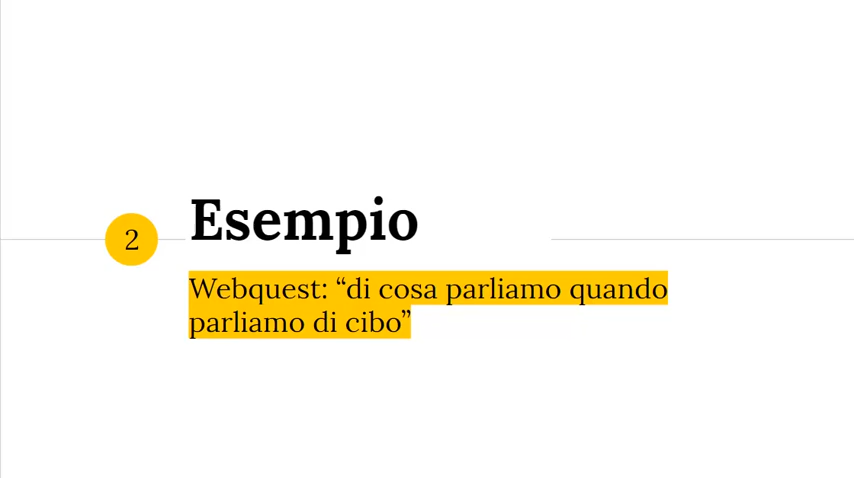 Esempio
2
Webquest: “di cosa parliamo quando
parliamo di cibo”